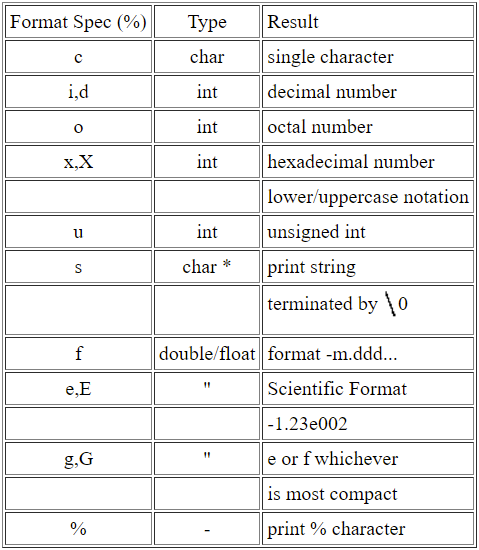 Format Spec (%) Type Result
c char single character
i,d int decimal number
o int octal number
x,X int hexadecimal number
lower/uppercase notation
u int unsigned int
s char * print string
terminated by \0
f double/float format -m.ddd...
e,E " Scientific Format
-1.23e002
g,G " e or f whichever
is most compact
% - print % character